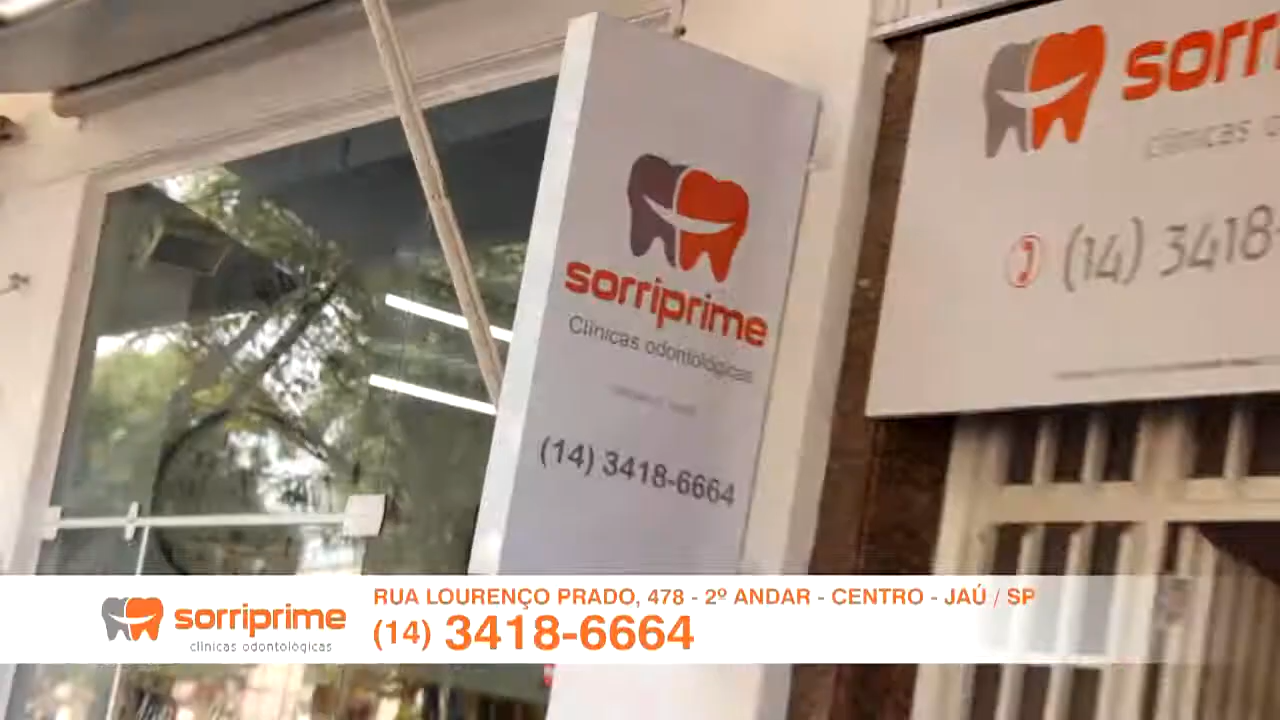 sorriprime
Clínicas odontológicas
(14) 3418-6664
sorr
clínicas o
(14) 3418-
sorriprime
clínicas odontológicas
RUA LOURENÇO PRADO, 478 - 2º ANDAR - CENTRO - JAÚ / SP
(14) 3418-6664